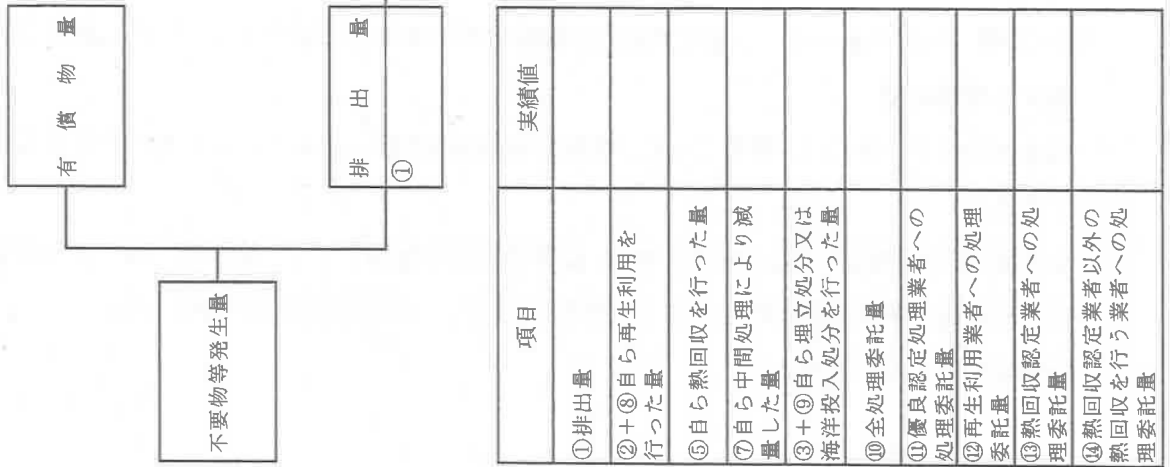 有償物量
不要物等発生量
排出量
①
項目
実績値
①排出量
②+⑧自ら再生利用を
行った量
⑤自ら熱回収を行った量
⑦自ら中間処理により減
量した量
③+⑨自ら埋立処分又は
海洋投入処分を行った量
⑩全処理委託量
⑪優良認定処理業者への
処理委託量
⑫再生利用業者への処理
委託量
⑬熱回収認定業者への処
理委託量
⑭熱回収認定業者以外の
熱回収を行う業者への処
理委託量